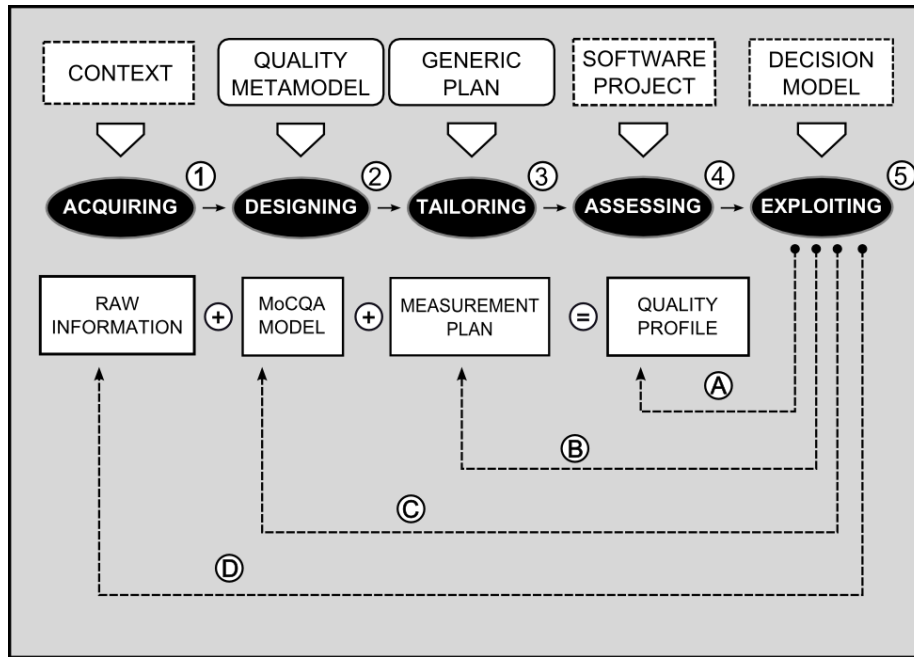 CONTEXT
QUALITY
METAMODEL
GENERIC
PLAN
SOFTWARE
PROJECT
DECISION
MODEL
1
2
3
4
5
ACQUIRING
DESIGNING
TAILORING
ASSESSING
EXPLOITING
RAW
INFORMATION
+
MoCQA
MODEL
+
MEASUREMENT
PLAN
=
QUALITY
PROFILE
A
B
C
D